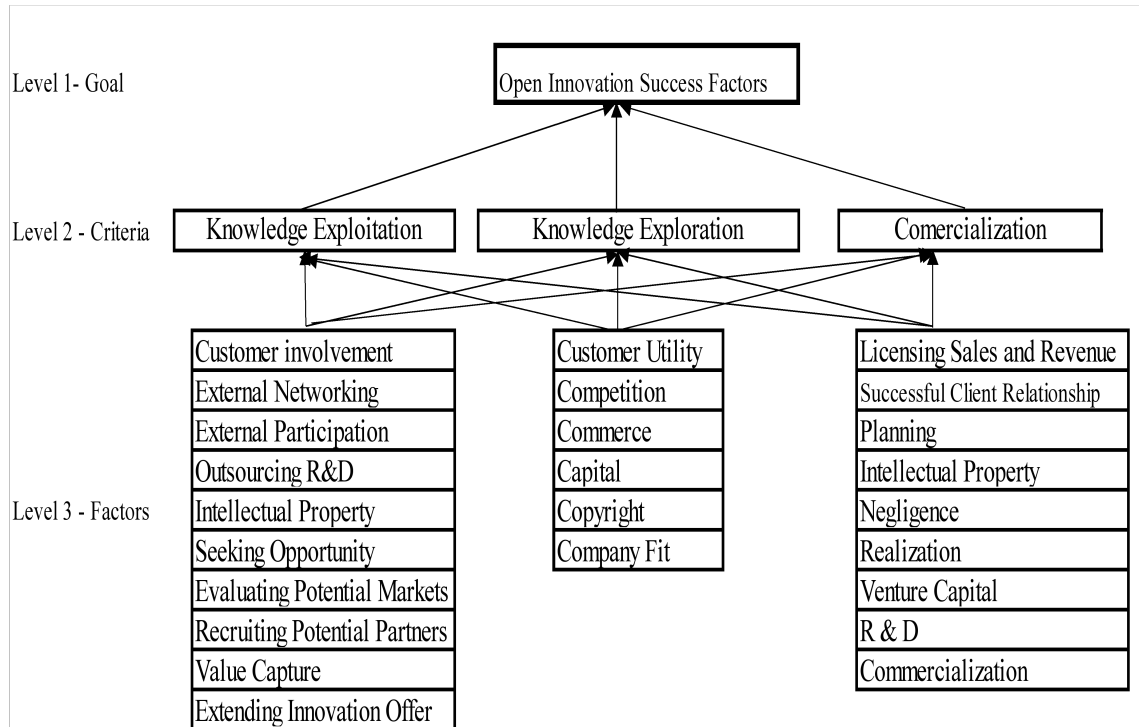 Level 1- Goal
Open Innovation Success Factors
Level 2 - Criteria
Knowledge Exploitation
Knowledge Exploration
Comercialization
Level 3 - Factors
Customer involvement
External Networking
External Participation
Outsourcing R&D
Intellectual Property
Seeking Opportunity
Evaluating Potential Markets
Recruiting Potential Partners
Value Capture
Extending Innovation Offer
Customer Utility
Competition
Commerce
Capital
Copyright
Company Fit
Licensing Sales and Revenue
Successful Client Relationship
Planning
Intellectual Property
Negligence
Realization
Venture Capital
R & D
Commercialization